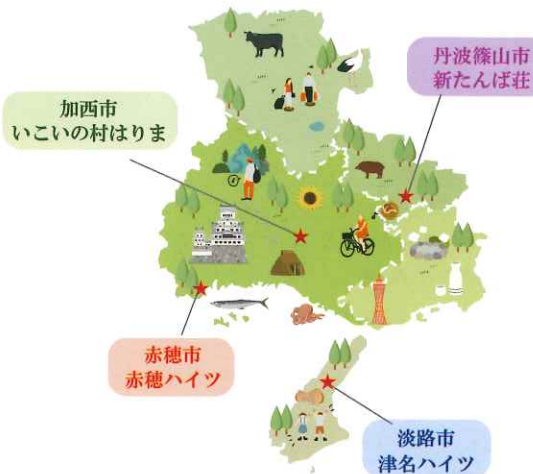 丹波篠山市
新たんば荘
加西市
いこいの村はりま
赤穂市
赤穂ハイツ
淡路市
津名ハイツ